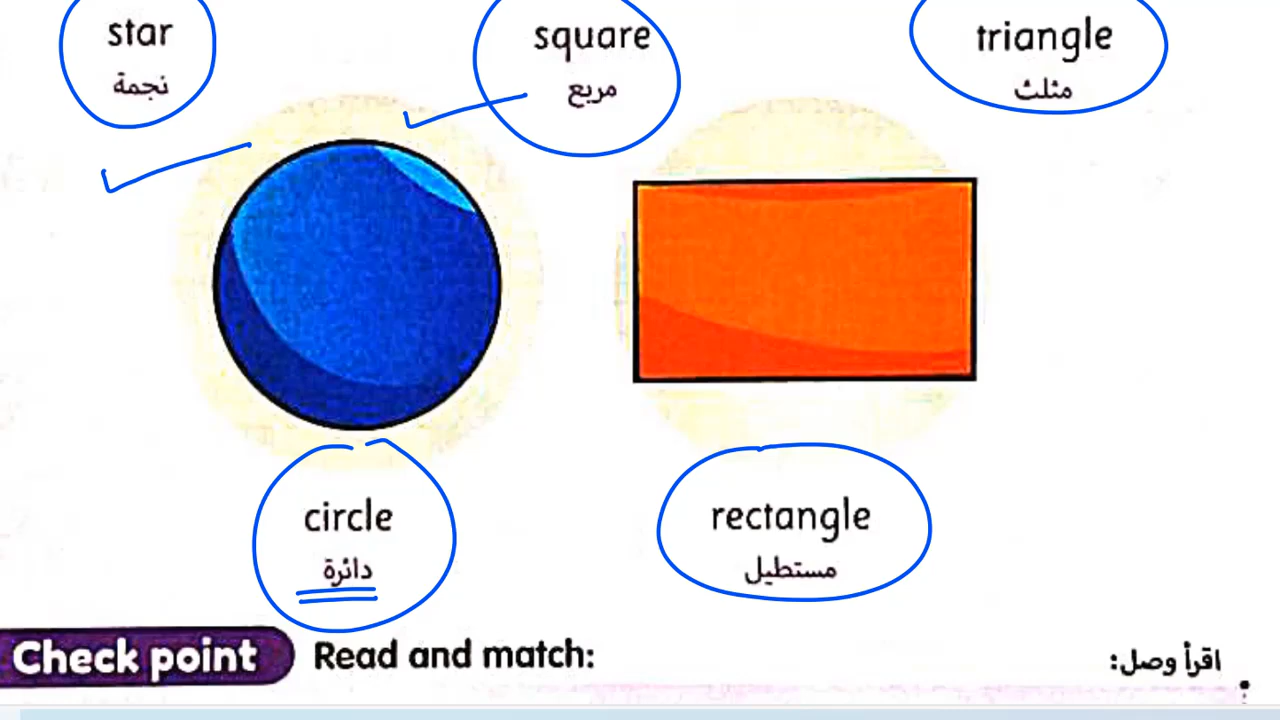 star
نجمة
square
مربع
triangle
مثلث
circle
دائرة
rectangle
مستطيل
Check point
Read and match:
اقرأ وصل: